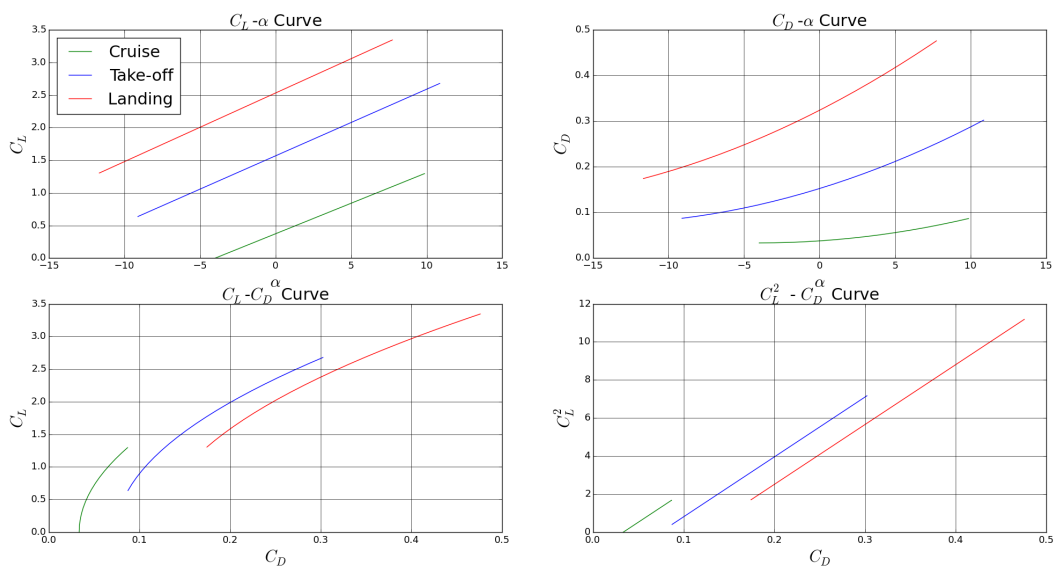 C_L -α Curve
3.5
3.0
2.5
2.0
1.5
1.0
0.5
0.0
C_L
Cruise
Take-off
Landing
−15 −10 −5 0 5 10 15
α
C_D -α Curve
0.5
0.4
0.3
0.2
0.1
0.0
C_D
−15 −10 −5 0 5 10 15
α
C_L -C_D Curve
3.5
3.0
2.5
2.0
1.5
1.0
0.5
0.0
C_L
0.0 0.1 0.2 0.3 0.4 0.5
C_D
C_L^2 - C_D Curve
12
10
8
6
4
2
0
C_L^2
0.0 0.1 0.2 0.3 0.4 0.5
C_D